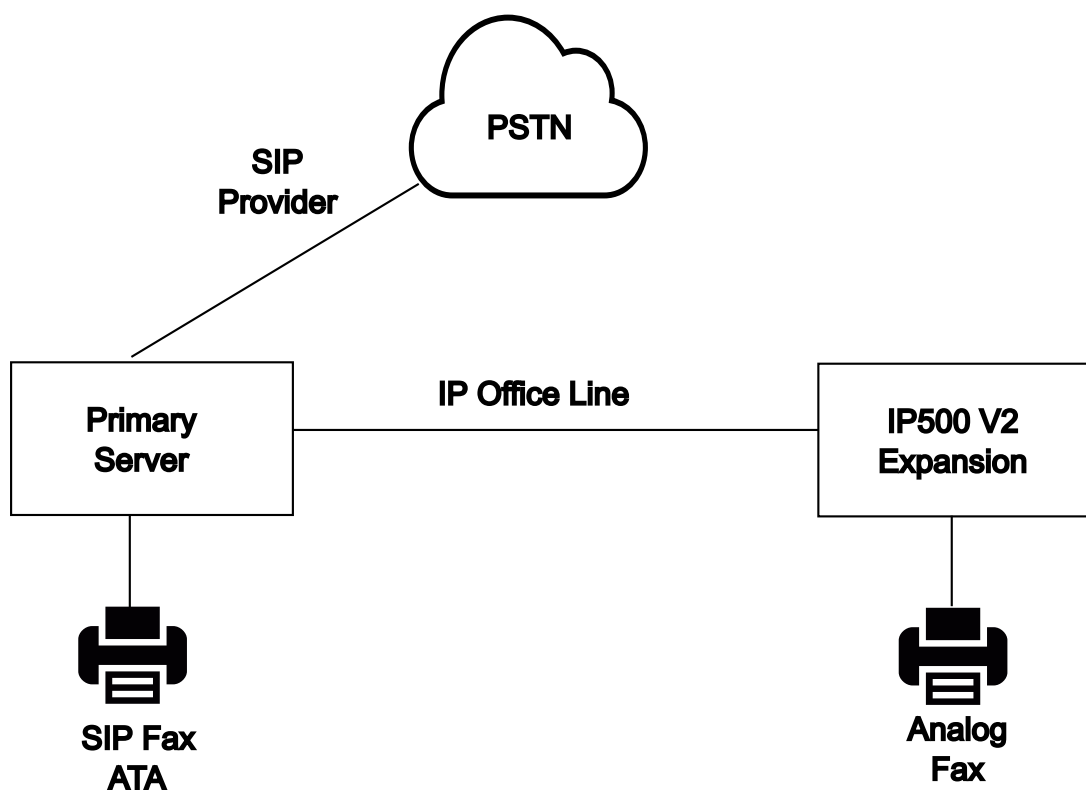 PSTN
SIP
Provider
IP Office Line
Primary
Server
IP500 V2
Expansion
SIP Fax
ATA
Analog
Fax